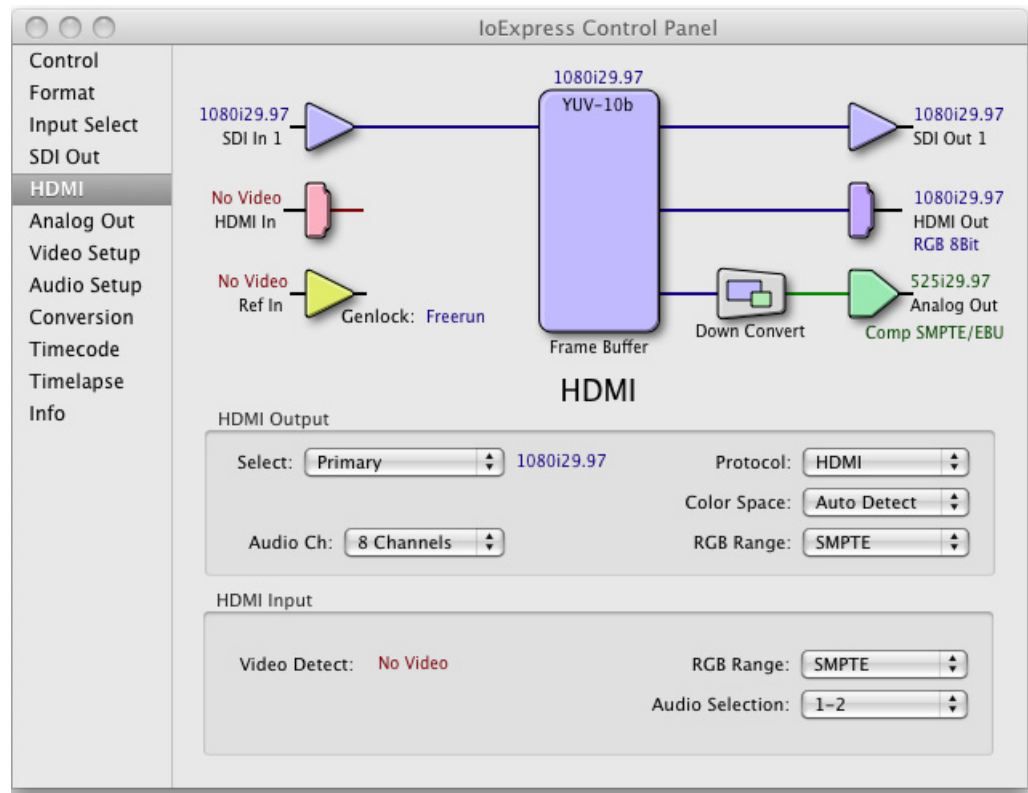 IoExpress Control Panel
Control
Format
Input Select
SDI Out
HDMI
Analog Out
Video Setup
Audio Setup
Conversion
Timecode
Timelapse
Info
1080i29.97
SDI In 1
No Video
HDMI In
No Video
Ref In
Genlock: Freerun
1080i29.97
YUV-10b
Frame Buffer
1080i29.97
SDI Out 1
1080i29.97
HDMI Out
RGB 8Bit
Down Convert
525i29.97
Analog Out
Comp SMPTE/EBU
HDMI
HDMI Output
Select: Primary 1080i29.97 Protocol: HDMI
Color Space: Auto Detect
Audio Ch: 8 Channels RGB Range: SMPTE
HDMI Input
Video Detect: No Video RGB Range: SMPTE
Audio Selection: 1-2